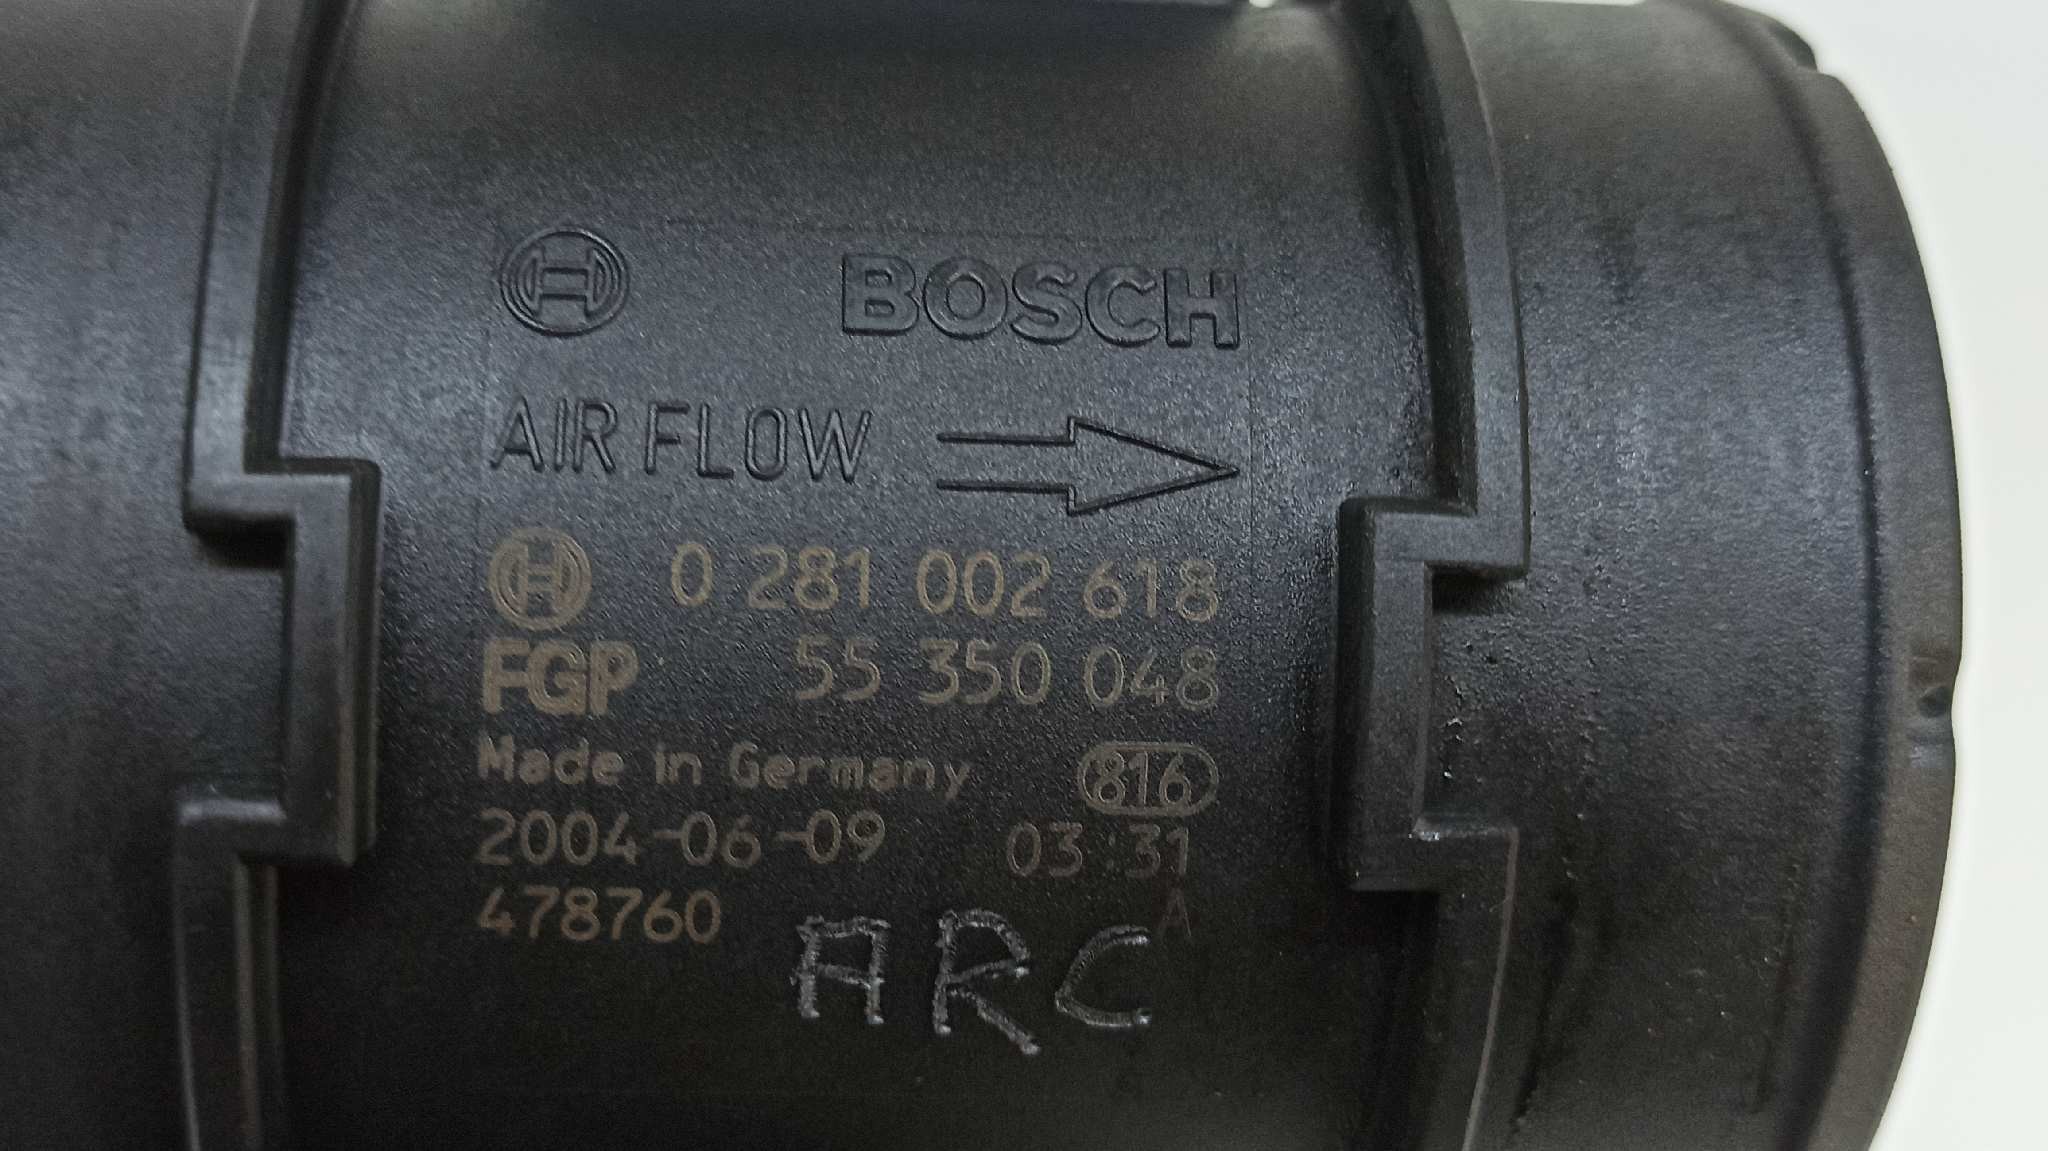 BOSCH
AIR FLOW
0 281 002 618
FGP 55 350 048
Made in Germany 816
2004-06-09 03:31
478760 A
ARC